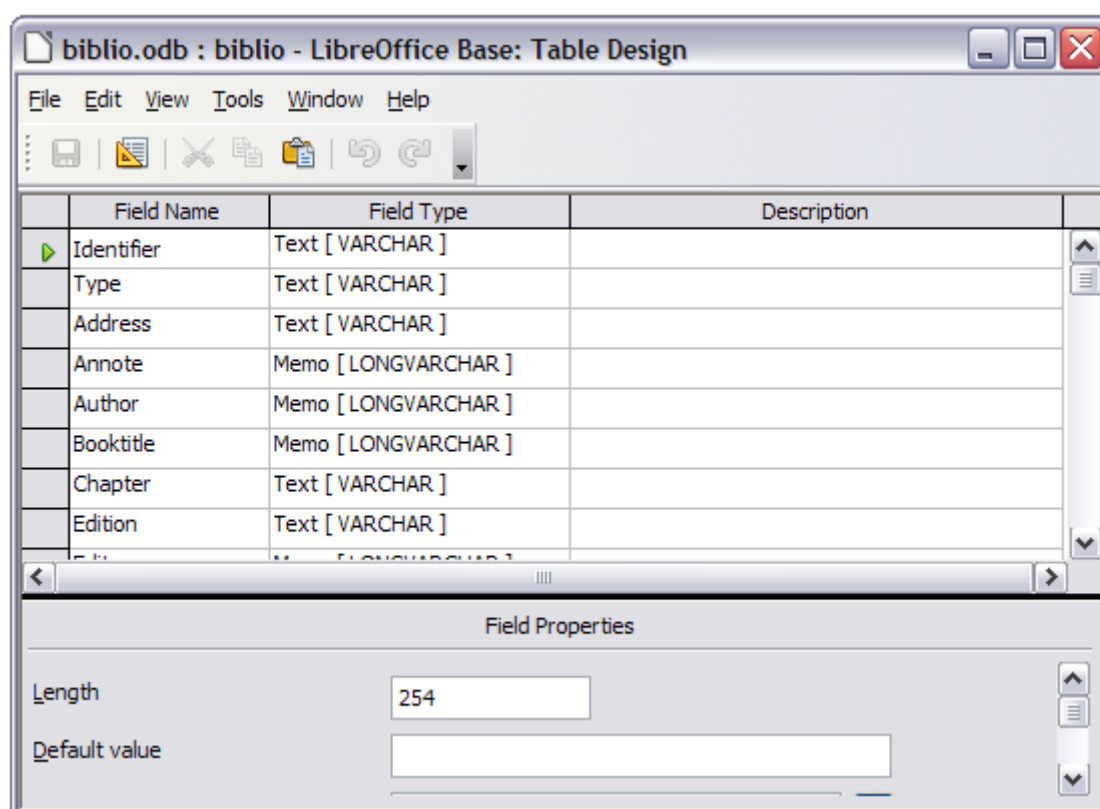 biblio.odb : biblio - LibreOffice Base: Table Design
File Edit View Tools Window Help
Field Name Field Type Description
Identifier Text [ VARCHAR ]
Type Text [ VARCHAR ]
Address Text [ VARCHAR ]
Annote Memo [ LONGVARCHAR ]
Author Memo [ LONGVARCHAR ]
Booktitle Memo [ LONGVARCHAR ]
Chapter Text [ VARCHAR ]
Edition Text [ VARCHAR ]
Field Properties
Length 254
Default value